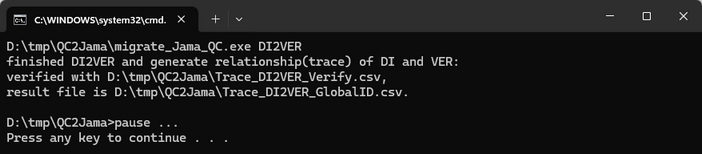 C:\WINDOWS\system32\cmd.
D:\tmp\QC2Jama\migrate_Jama_QC.exe DI2VER
finished DI2VER and generate relationship(trace) of DI and VER:
verified with D:\tmp\QC2Jama\Trace_DI2VER_Verify.csv,
result file is D:\tmp\QC2Jama\Trace_DI2VER_GlobalID.csv.
D:\tmp\QC2Jama>pause ...
Press any key to continue . . .